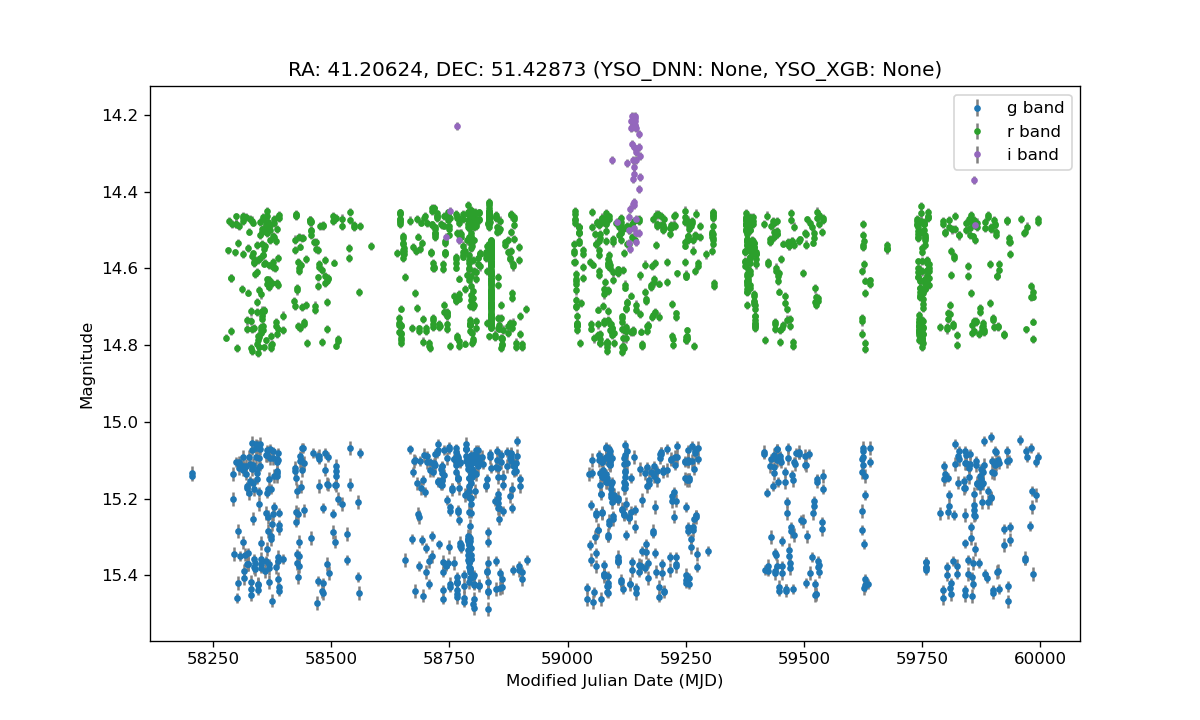 RA: 41.20624, DEC: 51.42873 (YSO_DNN: None, YSO_XGB: None)
g band
r band
i band
14.2
14.4
14.6
14.8
15.0
15.2
15.4
Magnitude
58250 58500 58750 59000 59250 59500 59750 60000
Modified Julian Date (MJD)